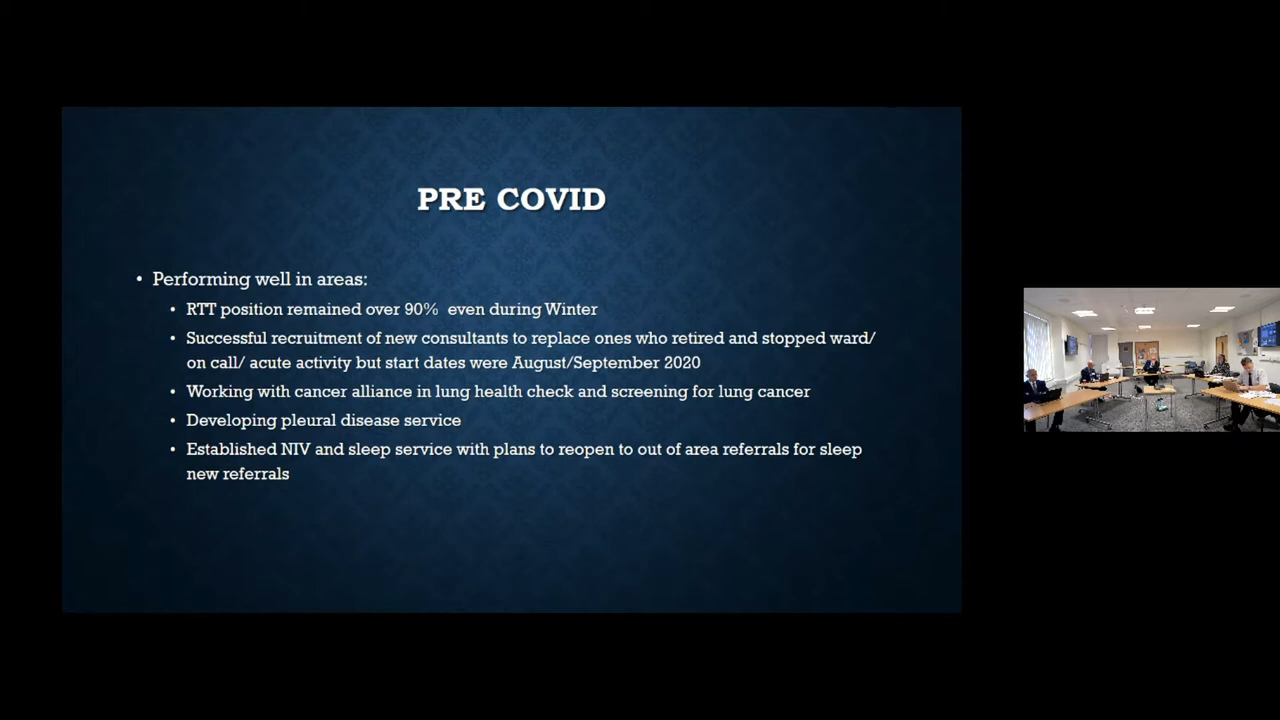 PRE COVID
• Performing well in areas:
• RTT position remained over 90% even during Winter
• Successful recruitment of new consultants to replace ones who retired and stopped ward/
on call/ acute activity but start dates were August/September 2020
• Working with cancer alliance in lung health check and screening for lung cancer
• Developing pleural disease service
• Established NIV and sleep service with plans to reopen to out of area referrals for sleep
new referrals